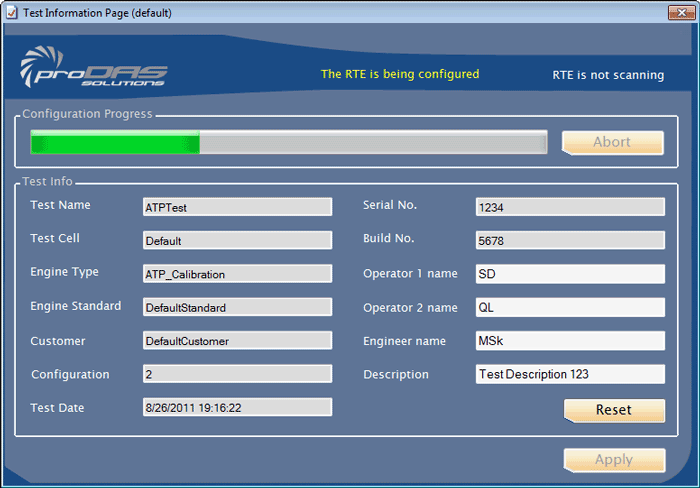 Test Information Page (default)
proDAS
SOLUTIONS
The RTE is being configured
RTE is not scanning
Configuration Progress
Abort
Test Info
Test Name ATPTest
Serial No. 1234
Test Cell Default
Build No. 5678
Engine Type ATP_Calibration
Operator 1 name SD
Engine Standard DefaultStandard
Operator 2 name QL
Customer DefaultCustomer
Engineer name MSk
Configuration 2
Description Test Description 123
Test Date 8/26/2011 19:16:22
Reset
Apply